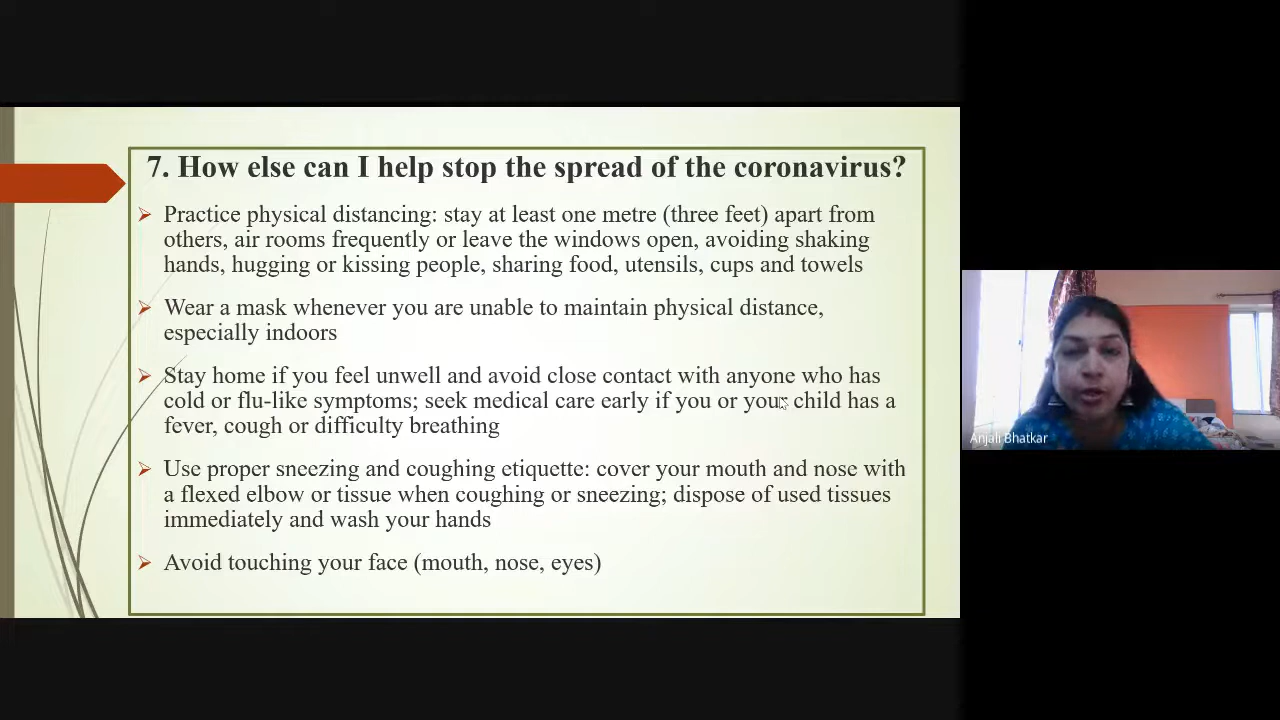 7. How else can I help stop the spread of the coronavirus?
Practice physical distancing: stay at least one metre (three feet) apart from
others, air rooms frequently or leave the windows open, avoiding shaking
hands, hugging or kissing people, sharing food, utensils, cups and towels
Wear a mask whenever you are unable to maintain physical distance,
especially indoors
Stay home if you feel unwell and avoid close contact with anyone who has
cold or flu-like symptoms; seek medical care early if you or your child has a
fever, cough or difficulty breathing
Use proper sneezing and coughing etiquette: cover your mouth and nose with
a flexed elbow or tissue when coughing or sneezing; dispose of used tissues
immediately and wash your hands
Avoid touching your face (mouth, nose, eyes)
Anjali Bhatkar